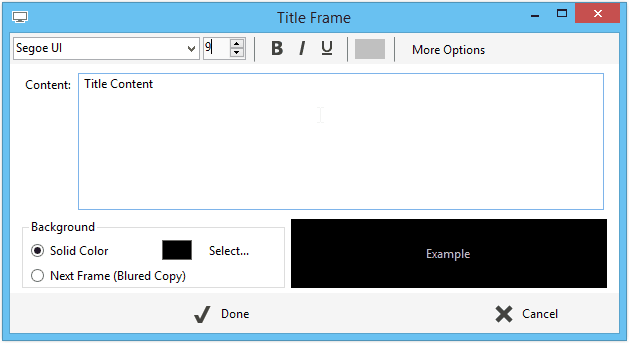 Title Frame
Segoe UI 9 B I U More Options
Content: Title Content
Background
Solid Color Select...
Example
Next Frame (Blured Copy)
Done Cancel